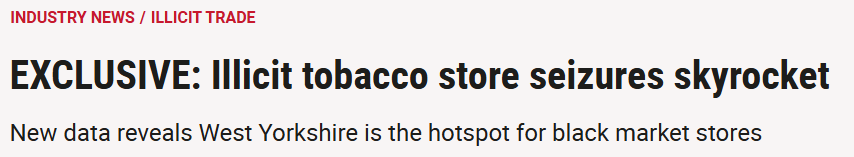 INDUSTRY NEWS / ILLICIT TRADE
EXCLUSIVE: Illicit tobacco store seizures skyrocket
New data reveals West Yorkshire is the hotspot for black market stores